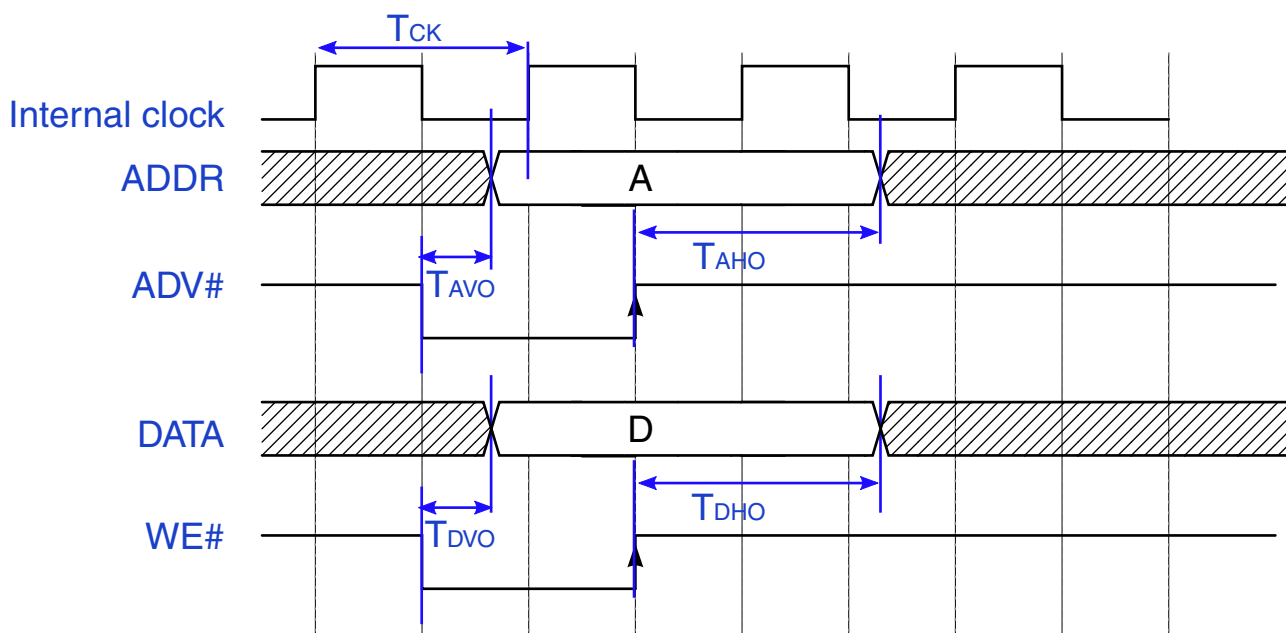 TCK
Internal clock
ADDR
A
TAHO
ADV#
TAVO
DATA
D
TDHO
WE#
TDVO